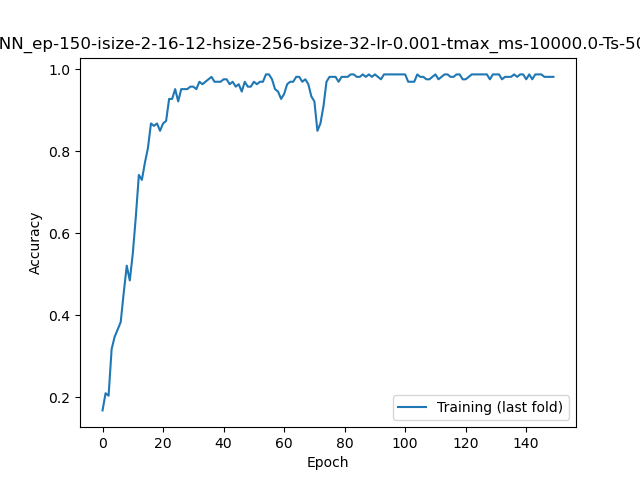 NN_ep-150-isize-2-16-12-hsize-256-bsize-32-lr-0.001-tmax_ms-10000.0-Ts-50
1.0
0.8
0.6
0.4
0.2
Accuracy
Training (last fold)
0 20 40 60 80 100 120 140
Epoch